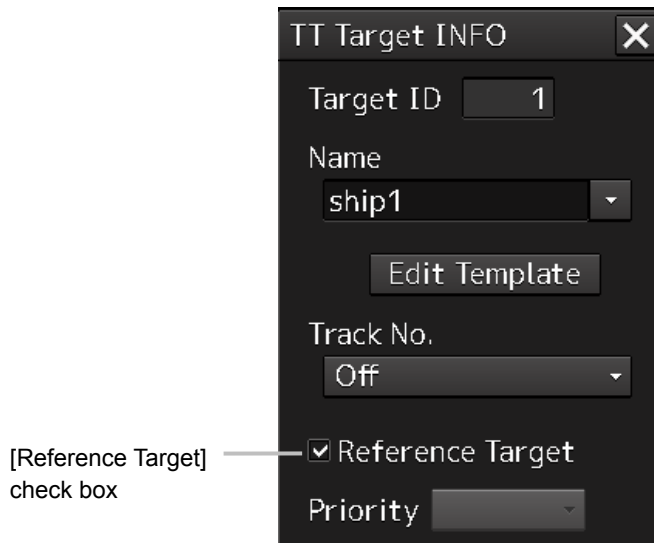 TT Target INFO
Target ID 1
Name
ship1
Edit Template
Track No.
Off
[Reference Target]
check box
Reference Target
Priority